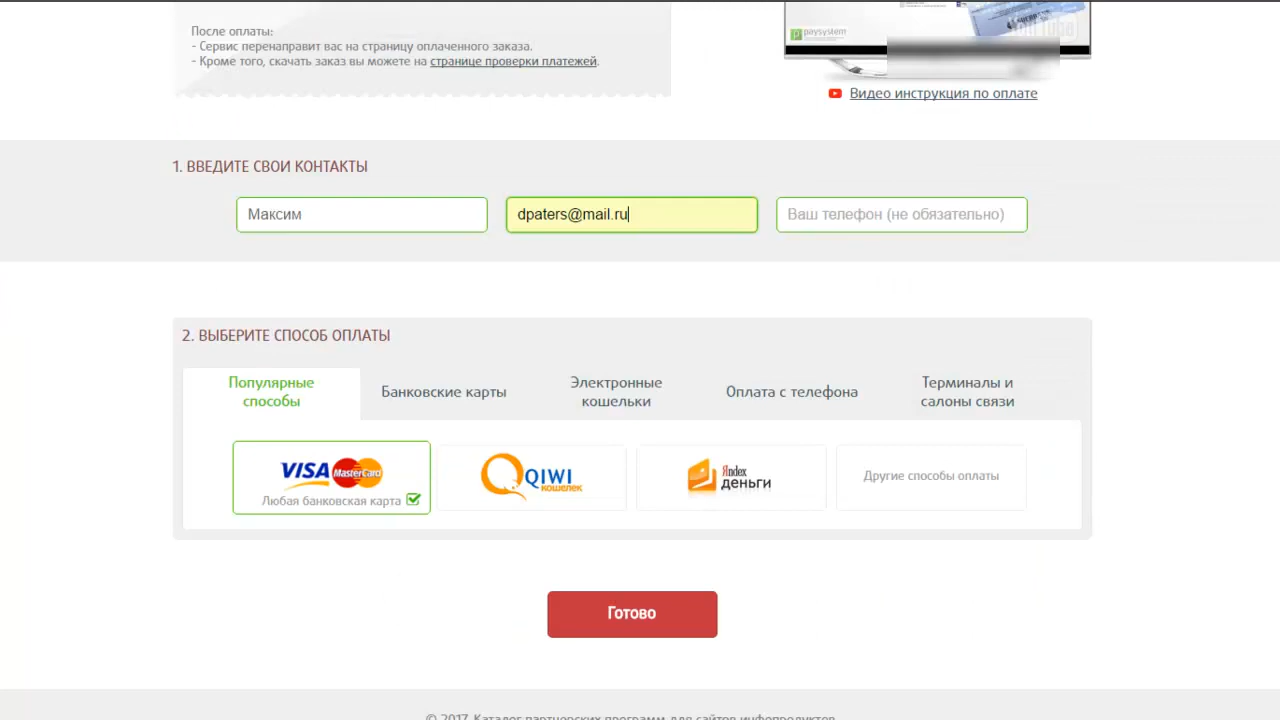 После оплаты:
- Сервис перенаправит вас на страницу оплаченного заказа.
- Кроме того, скачать заказ вы можете на странице проверки платежей.
paysystem
YouTube
Видео инструкция по оплате
1. ВВЕДИТЕ СВОИ КОНТАКТЫ
Максим
dpaters@mail.ru
Ваш телефон (не обязательно)
2. ВЫБЕРИТЕ СПОСОБ ОПЛАТЫ
Популярные
способы
Банковские карты
Электронные
кошельки
Оплата с телефона
Терминалы и
салоны связи
VISA MasterCard
Любая банковская карта
QIWI
кошелек
Яndex
деньги
Другие способы оплаты
Готово
© 2017. Каталог партнерских программ для сайтов инфопродуктов